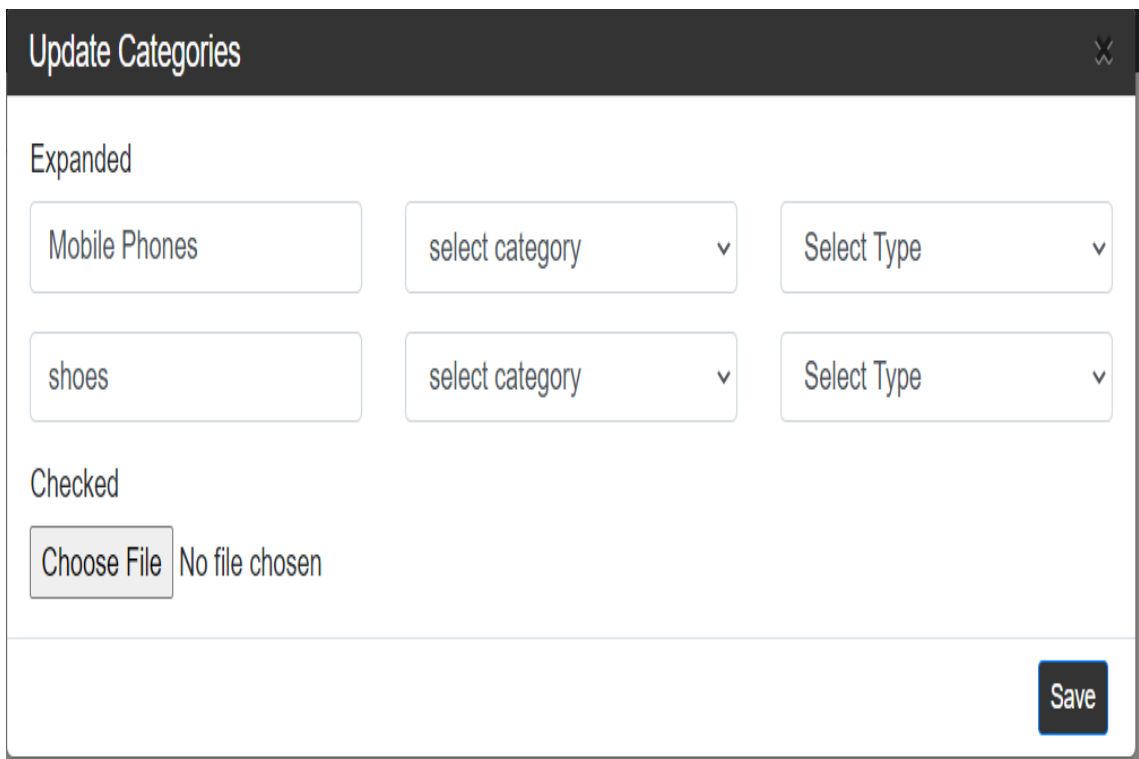 Update Categories
Expanded
Mobile Phones select category Select Type
shoes select category Select Type
Checked
Choose File No file chosen
Save